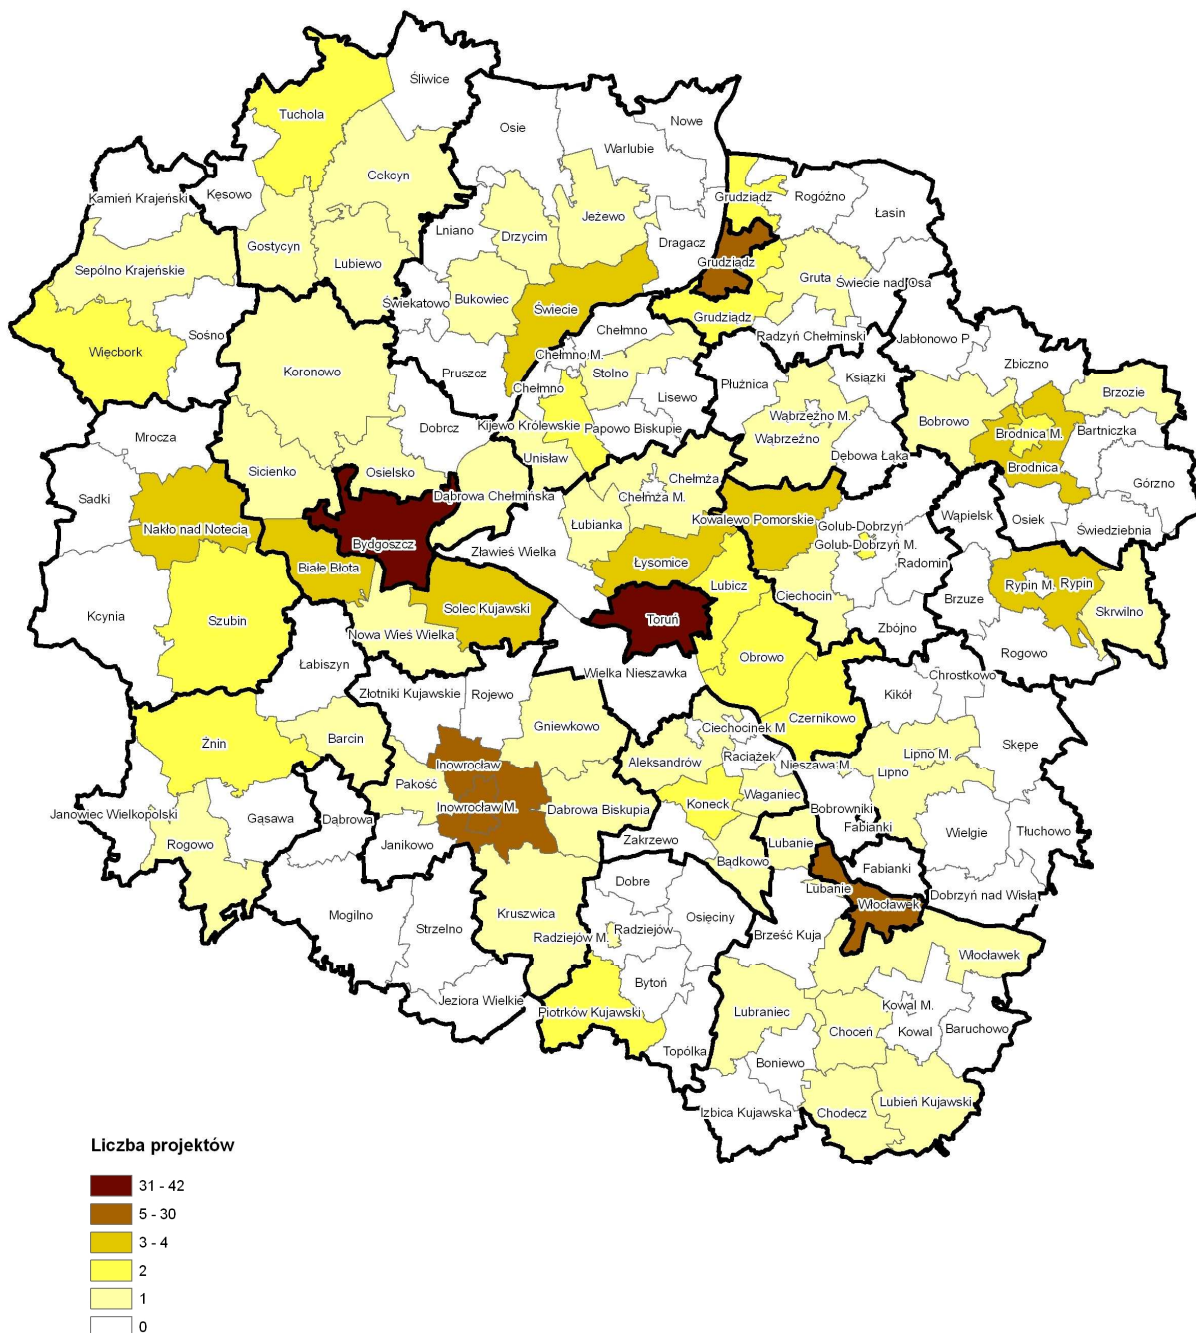 Śliwice
Tuchola
Osie
Nowe
Warlubie
Cekcyn
Kamień Krajeński
Kęsowo
Grudziądz
Rogóźno
Łasin
Jeżewo
Lniano
Drzycim
Dragacz
Gostycyn
Lubiewo
Sępólno Krajeńskie
Grudziądz
Gruta
Świecie nad Osą
Świekatowo
Bukowiec
Świecie
Grudziądz
Radzyń Chełmiński
Sośno
Więcbork
Chełmno
Jabłonowo P.
Chełmno M.
Zbiczno
Koronowo
Pruszcz
Chełmno
Stolno
Płużnica
Książki
Lisewo
Brzozie
Wąbrzeźno M.
Bobrowo
Mrocza
Dobrcz
Kijewo Królewskie
Papowo Biskupie
Wąbrzeźno
Brodnica M.
Bartniczka
Sicienko
Osielsko
Unisław
Dębowa Łąka
Brodnica
Chełmża
Sadki
Dąbrowa Chełmińska
Chełmża M.
Górzno
Nakło nad Notecią
Łubianka
Kowalewo Pomorskie
Golub-Dobrzyń
Wapielsk
Osiek
Świedziebnia
Bydgoszcz
Zławieś Wielka
Golub-Dobrzyń M.
Białe Błota
Łysomice
Radomin
Lubicz
Rypin M.
Rypin
Solec Kujawski
Ciechocin
Brzuze
Kcynia
Szubin
Toruń
Skrwilno
Nowa Wieś Wielka
Zbójno
Obrowo
Rogowo
Łabiszyn
Wielka Nieszawka
Chrostkowo
Złotniki Kujawskie
Rojewo
Kikół
Czernikowo
Gniewkowo
Ciechocinek M
Żnin
Barcin
Lipno M.
Skępe
Inowrocław
Aleksandrów
Raciążek
Nieszawa M.
Lipno
Pakość
Waganiec
Inowrocław M.
Dąbrowa Biskupia
Koneck
Bobrowniki
Janowiec Wielkopolski
Gąsawa
Dąbrowa
Fabianki
Wielgie
Tłuchowo
Rogowo
Janikowo
Zakrzewo
Lubanie
Bądkowo
Fabianki
Dobre
Lubanie
Dobrzyń nad Wisłą
Włocławek
Mogilno
Kruszwica
Osięciny
Strzelno
Radziejów M.
Radziejów
Brześć Kuja
Włocławek
Bytoń
Jeziora Wielkie
Kowal M.
Piotrków Kujawski
Lubraniec
Choceń
Kowal
Baruchowo
Topólka
Boniewo
Izbica Kujawska
Chodecz
Lubień Kujawski
Liczba projektów
31 - 42
5 - 30
3 - 4
2
1
0